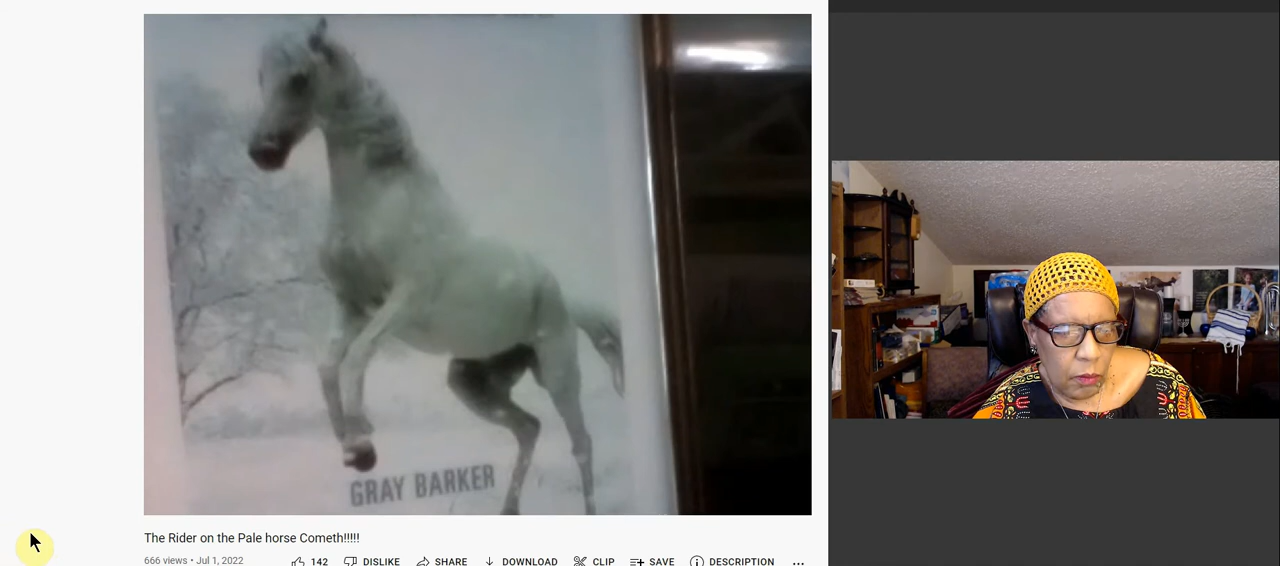 GRAY BARKER
The Rider on the Pale horse Cometh!!!!!
666 views • Jul 1, 2022
142
DISLIKE
SHARE
DOWNLOAD
CLIP
SAVE
DESCRIPTION
...